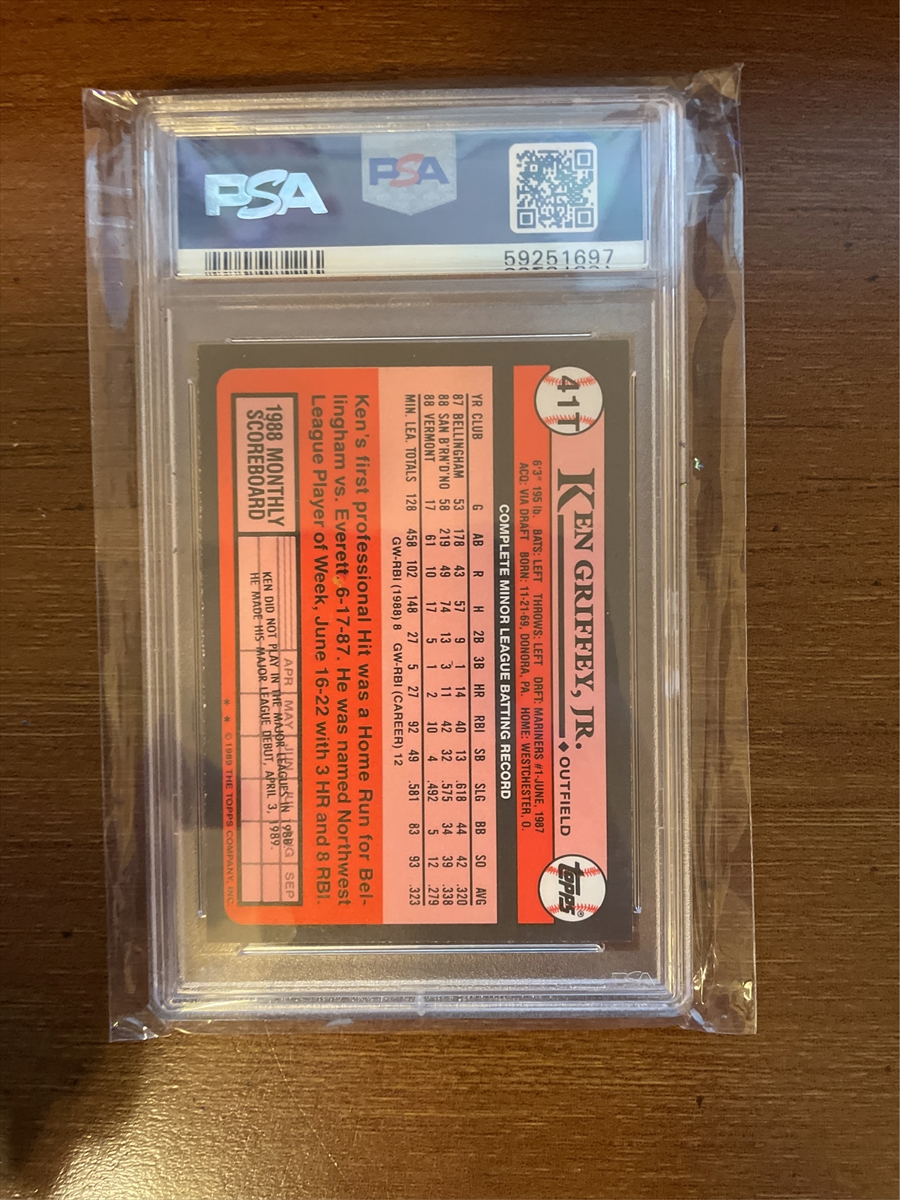 PSA
PSA
59251697
41T
KEN GRIFFEY, JR.
OUTFIELD
topps®
6'3" 195 lb. BATS: LEFT THROWS: LEFT DRFT: MARINERS #1-JUNE, 1987
ACQ: VIA DRAFT BORN: 11-21-69, DONORA, PA. HOME: WESTCHESTER, O.
COMPLETE MINOR LEAGUE BATTING RECORD
YR CLUB G AB R H 2B 3B HR RBI SB SLG BB SO AVG
87 BELLINGHAM 53 178 43 57 9 1 14 40 13 .618 44 42 .320
88 SAN B'RN'D'NO 58 219 49 74 13 3 11 42 32 .575 34 39 .338
88 VERMONT 17 61 10 17 5 1 2 10 4 .492 5 12 .279
MIN. LEA. TOTALS 128 458 102 148 27 5 27 92 49 .581 83 93 .323
GW-RBI (1988) 8 GW-RBI (CAREER) 12
Ken's first professional Hit was a Home Run for Bel-
lingham vs. Everett, 6-17-87. He was named Northwest
League Player of Week, June 16-22 with 3 HR and 8 RBI.
1988 MONTHLY
SCOREBOARD
APR MAY JUN JUL AUG SEP
KEN DID NOT PLAY IN THE MAJOR LEAGUES IN 1988.
HE MADE HIS MAJOR LEAGUE DEBUT, APRIL 3, 1989.
* * © 1989 THE TOPPS COMPANY, INC.
PSA